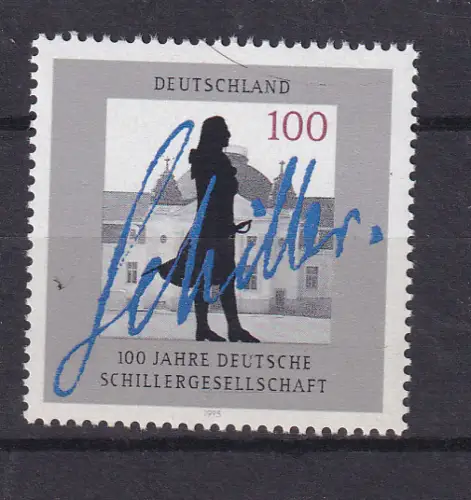 DEUTSCHLAND
100
Schiller.
100 JAHRE DEUTSCHE
SCHILLERGESELLSCHAFT
1995